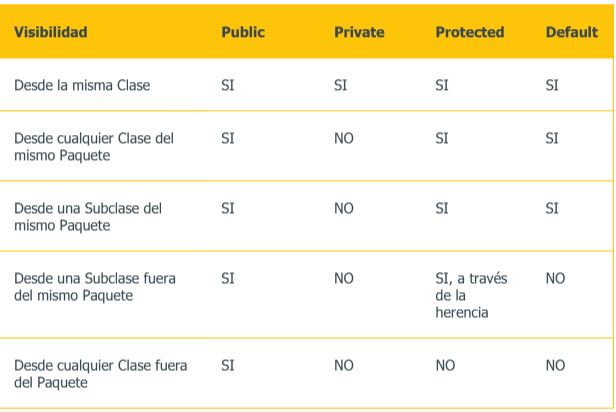 Visibilidad Public Private Protected Default
Desde la misma Clase SI SI SI SI
Desde cualquier Clase del SI NO SI SI
mismo Paquete
Desde una Subclase del SI NO SI SI
mismo Paquete
Desde una Subclase fuera SI NO SI, a través NO
del mismo Paquete de la
herencia
Desde cualquier Clase fuera SI NO NO NO
del Paquete